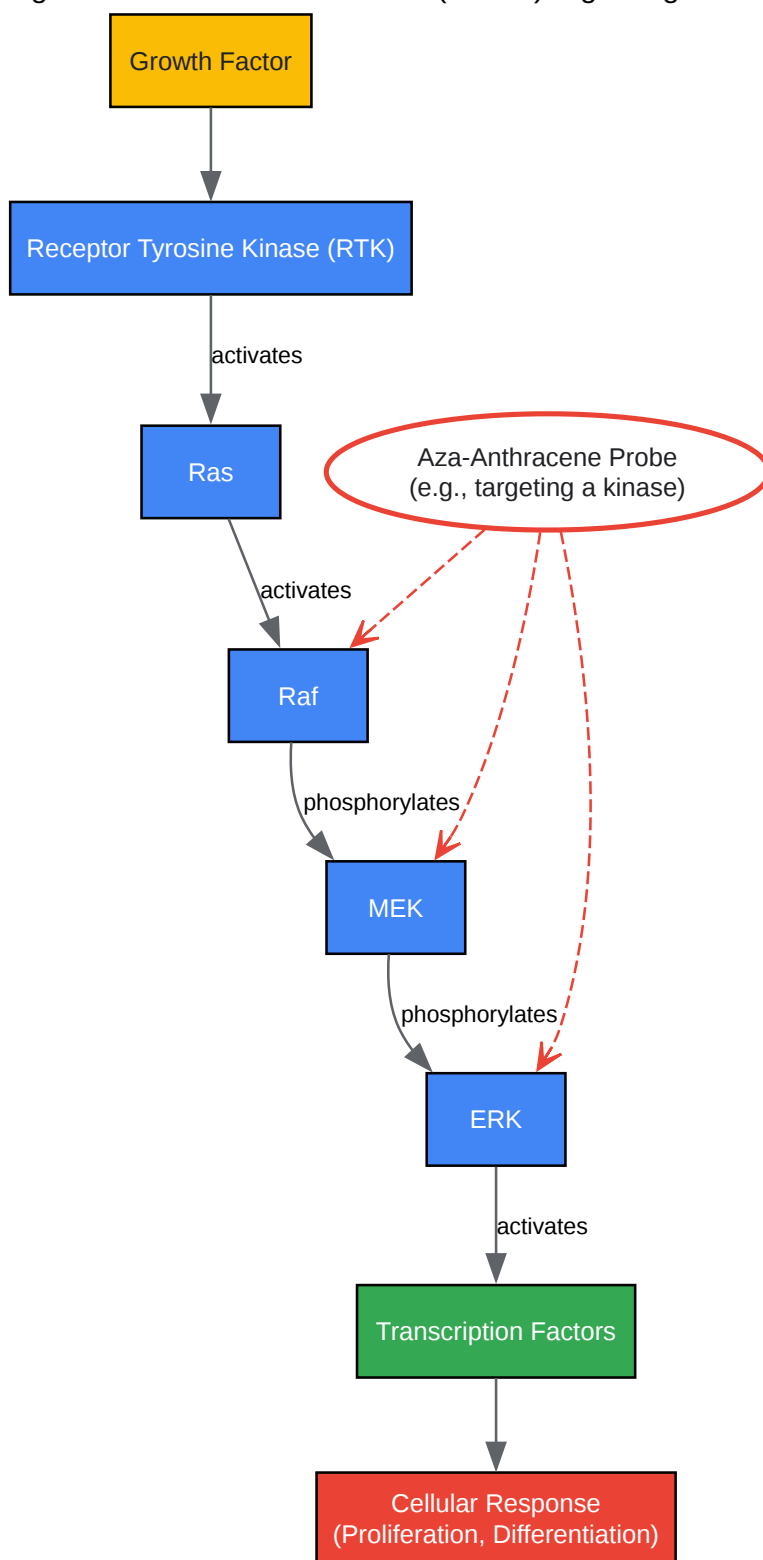 Growth Factor
Receptor Tyrosine Kinase (RTK)
activates
Ras
Aza-Anthracene Probe
(e.g., targeting a kinase)
activates
Raf
phosphorylates
MEK
phosphorylates
ERK
activates
Transcription Factors
Cellular Response
(Proliferation, Differentiation)